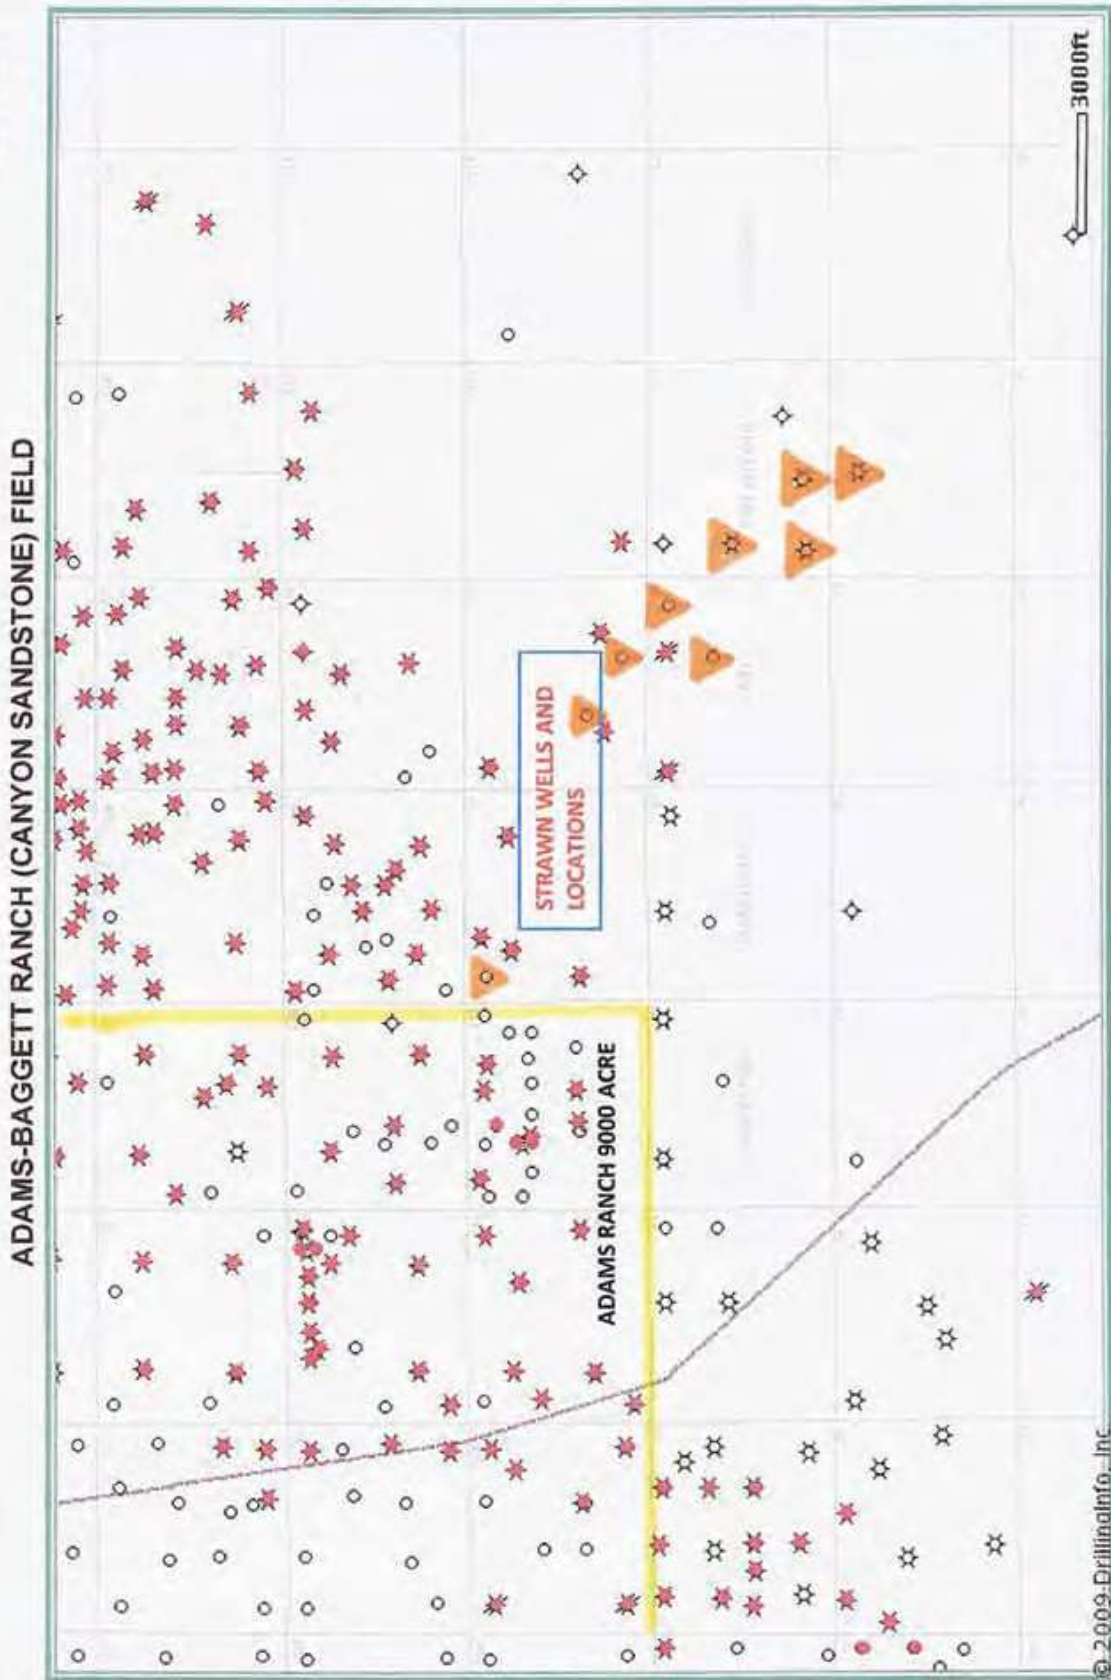 ADAMS-BAGGETT RANCH (CANYON SANDSTONE) FIELD
STRAWN WELLS AND
LOCATIONS
ADAMS RANCH 9000 ACRE
3000ft
© 2009 DrillingInfo, Inc